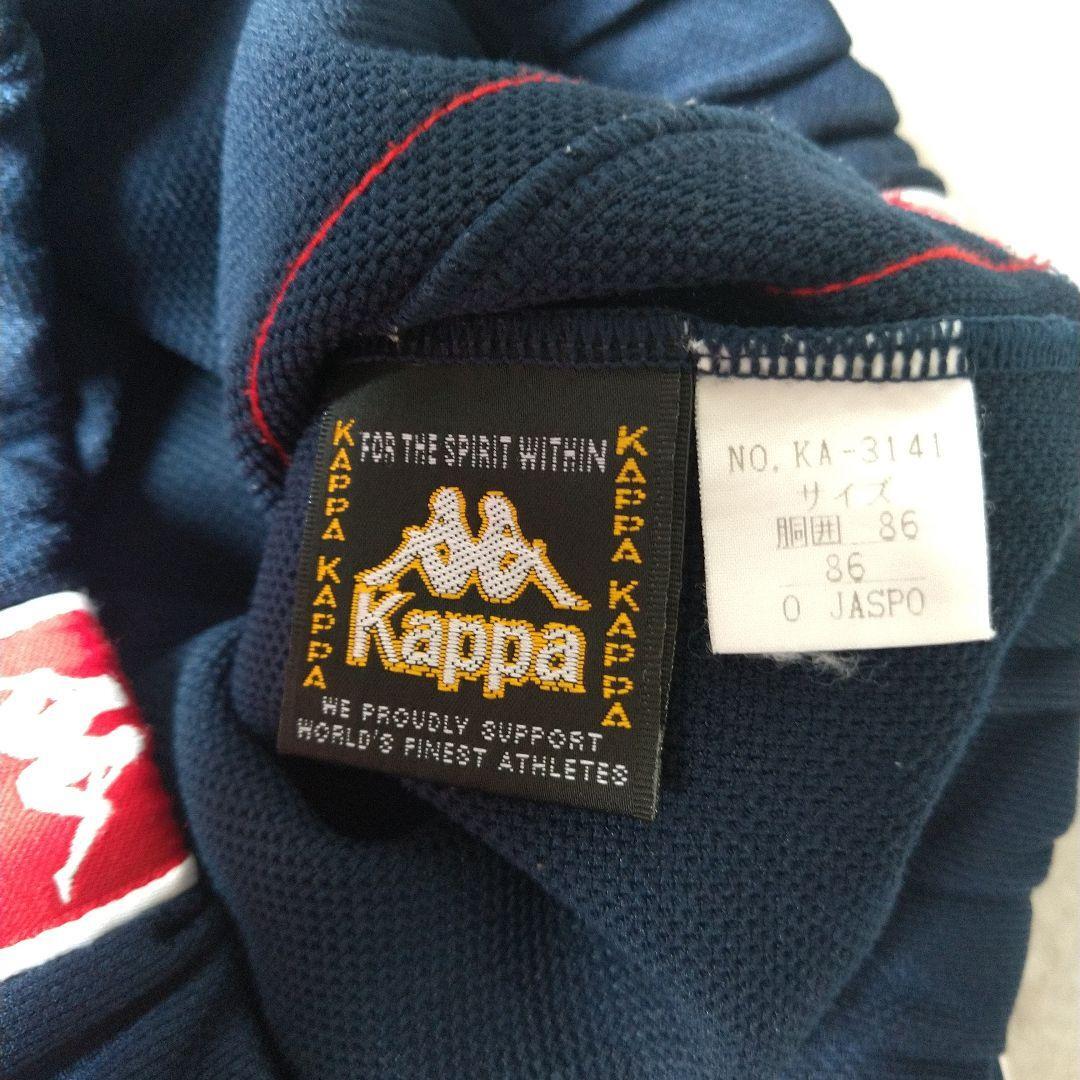 FOR THE SPIRIT WITHIN
KAPPA KAPPA
KAPPA KAPPA
Kappa
WE PROUDLY SUPPORT
WORLD'S FINEST ATHLETES
NO. KA-3141
サイズ
胴囲 86
86
O JASPO